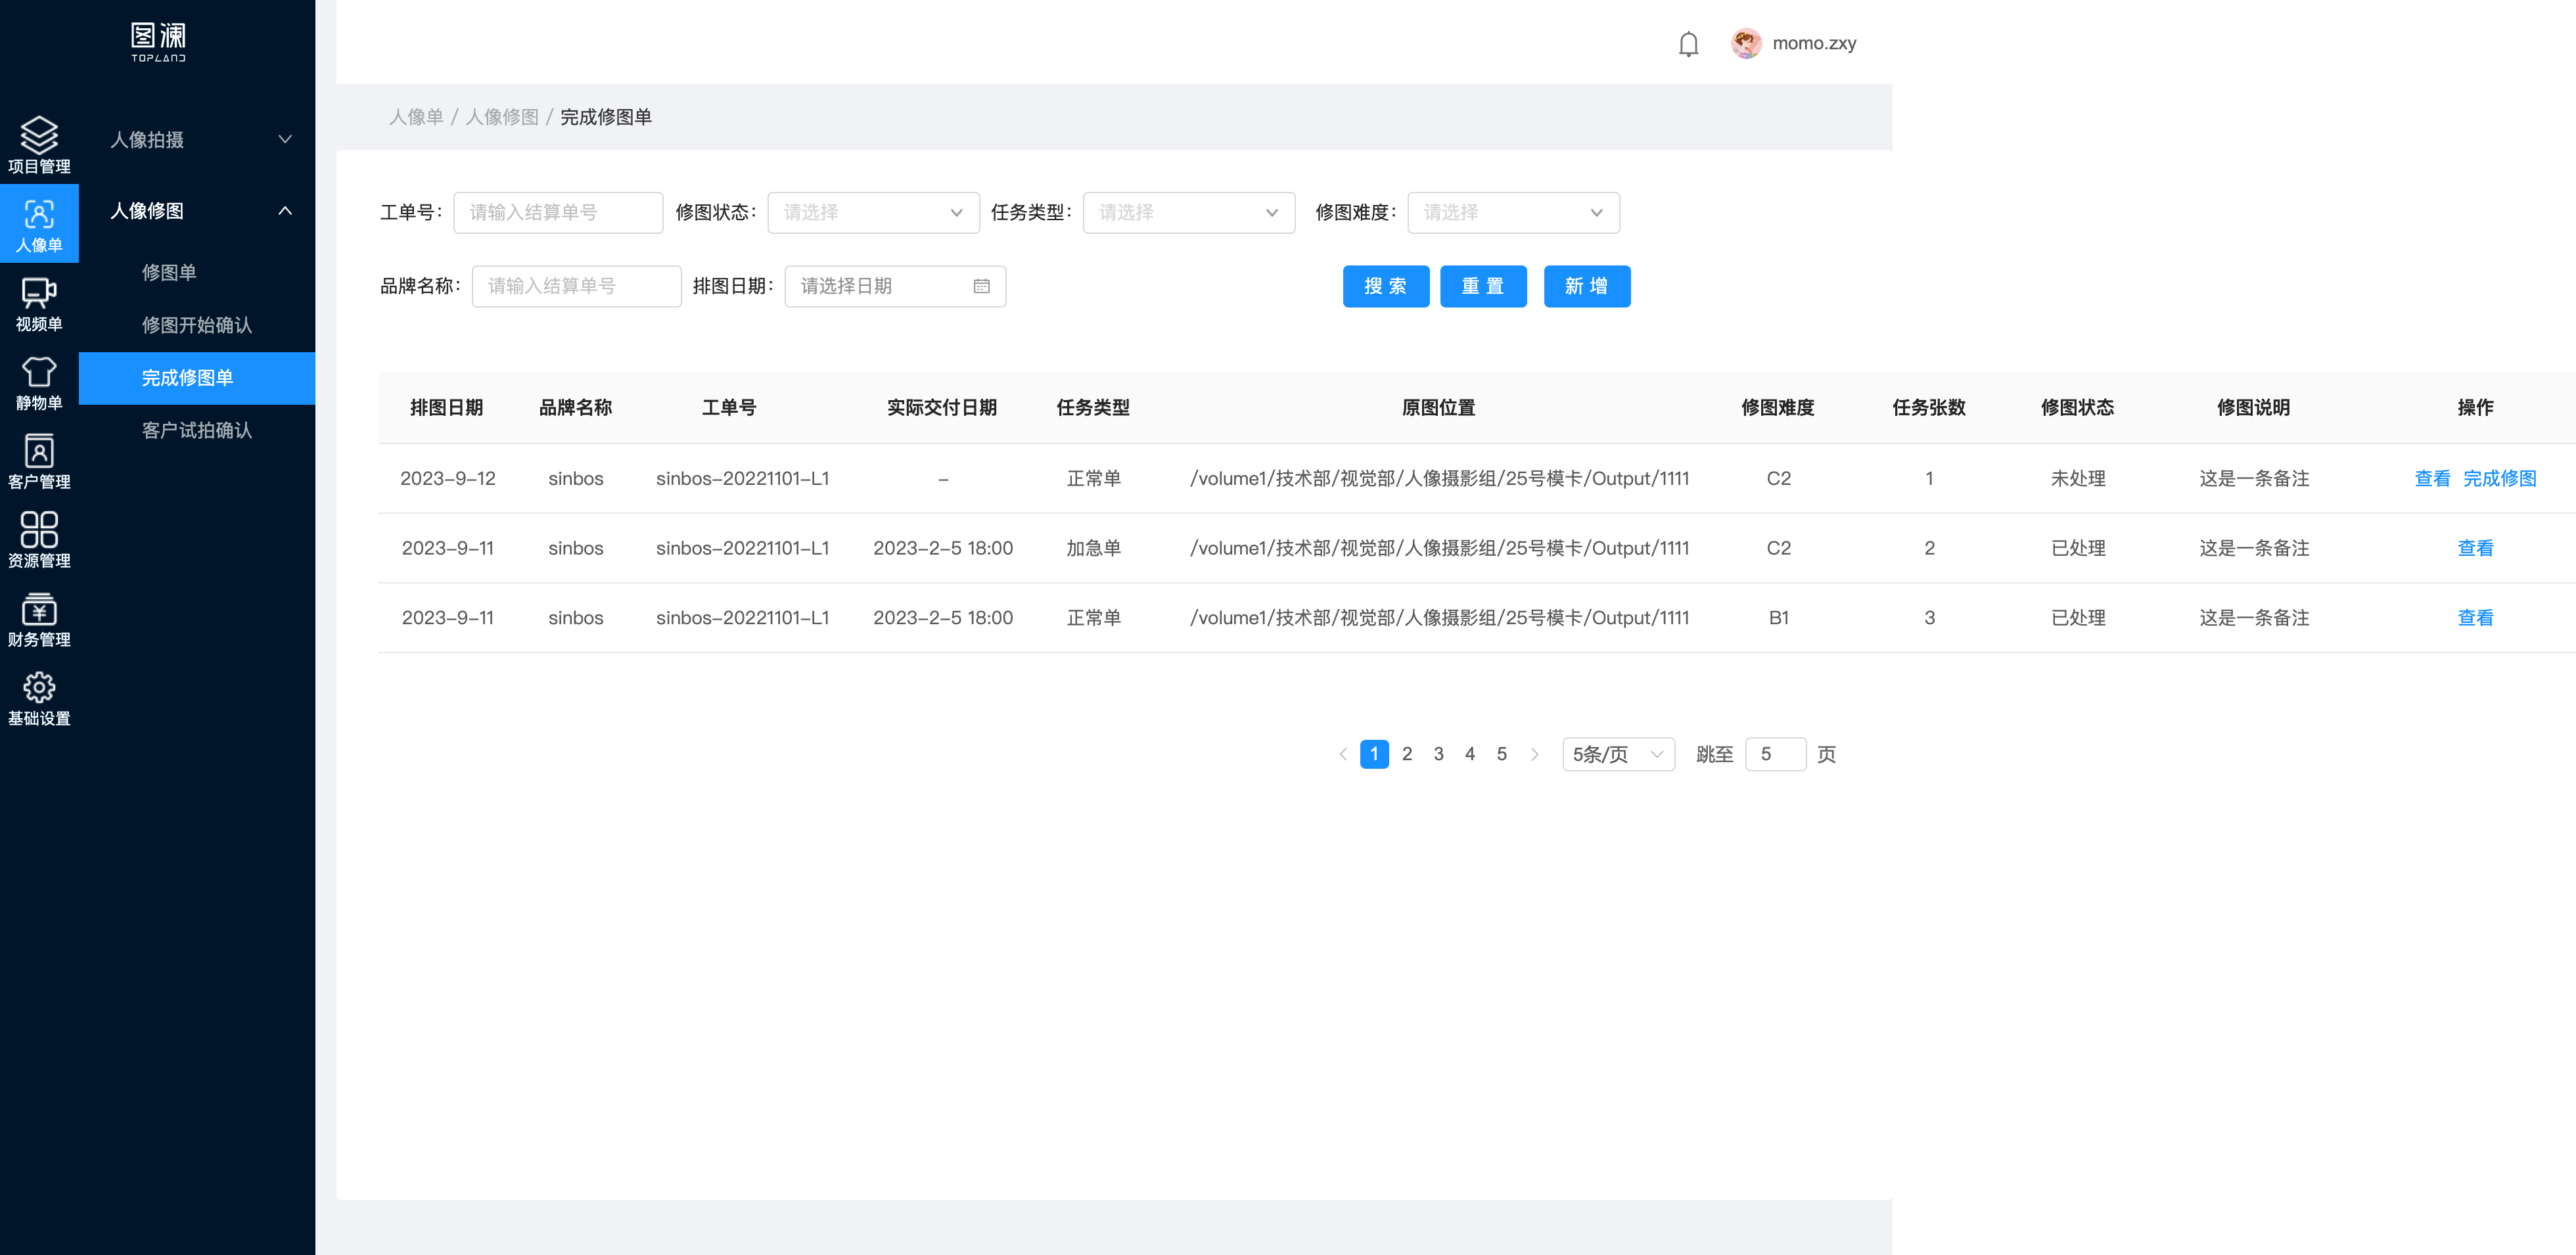 图澜
TOPLAND
momo.zxy
项目管理
人像单
视频单
静物单
客户管理
资源管理
财务管理
基础设置
人像拍摄
人像修图
修图单
修图开始确认
完成修图单
客户试拍确认
人像单 / 人像修图 / 完成修图单
工单号： 请输入结算单号 修图状态： 请选择 任务类型： 请选择 修图难度： 请选择
品牌名称： 请输入结算单号 排图日期： 请选择日期 搜 索 重 置 新 增
排图日期 品牌名称 工单号 实际交付日期 任务类型 原图位置 修图难度 任务张数 修图状态 修图说明 操作
2023-9-12 sinbos sinbos-20221101-L1 – 正常单 /volume1/技术部/视觉部/人像摄影组/25号模卡/Output/1111 C2 1 未处理 这是一条备注 查看 完成修图
2023-9-11 sinbos sinbos-20221101-L1 2023-2-5 18:00 加急单 /volume1/技术部/视觉部/人像摄影组/25号模卡/Output/1111 C2 2 已处理 这是一条备注 查看
2023-9-11 sinbos sinbos-20221101-L1 2023-2-5 18:00 正常单 /volume1/技术部/视觉部/人像摄影组/25号模卡/Output/1111 B1 3 已处理 这是一条备注 查看
1 2 3 4 5 5条/页 跳至 5 页